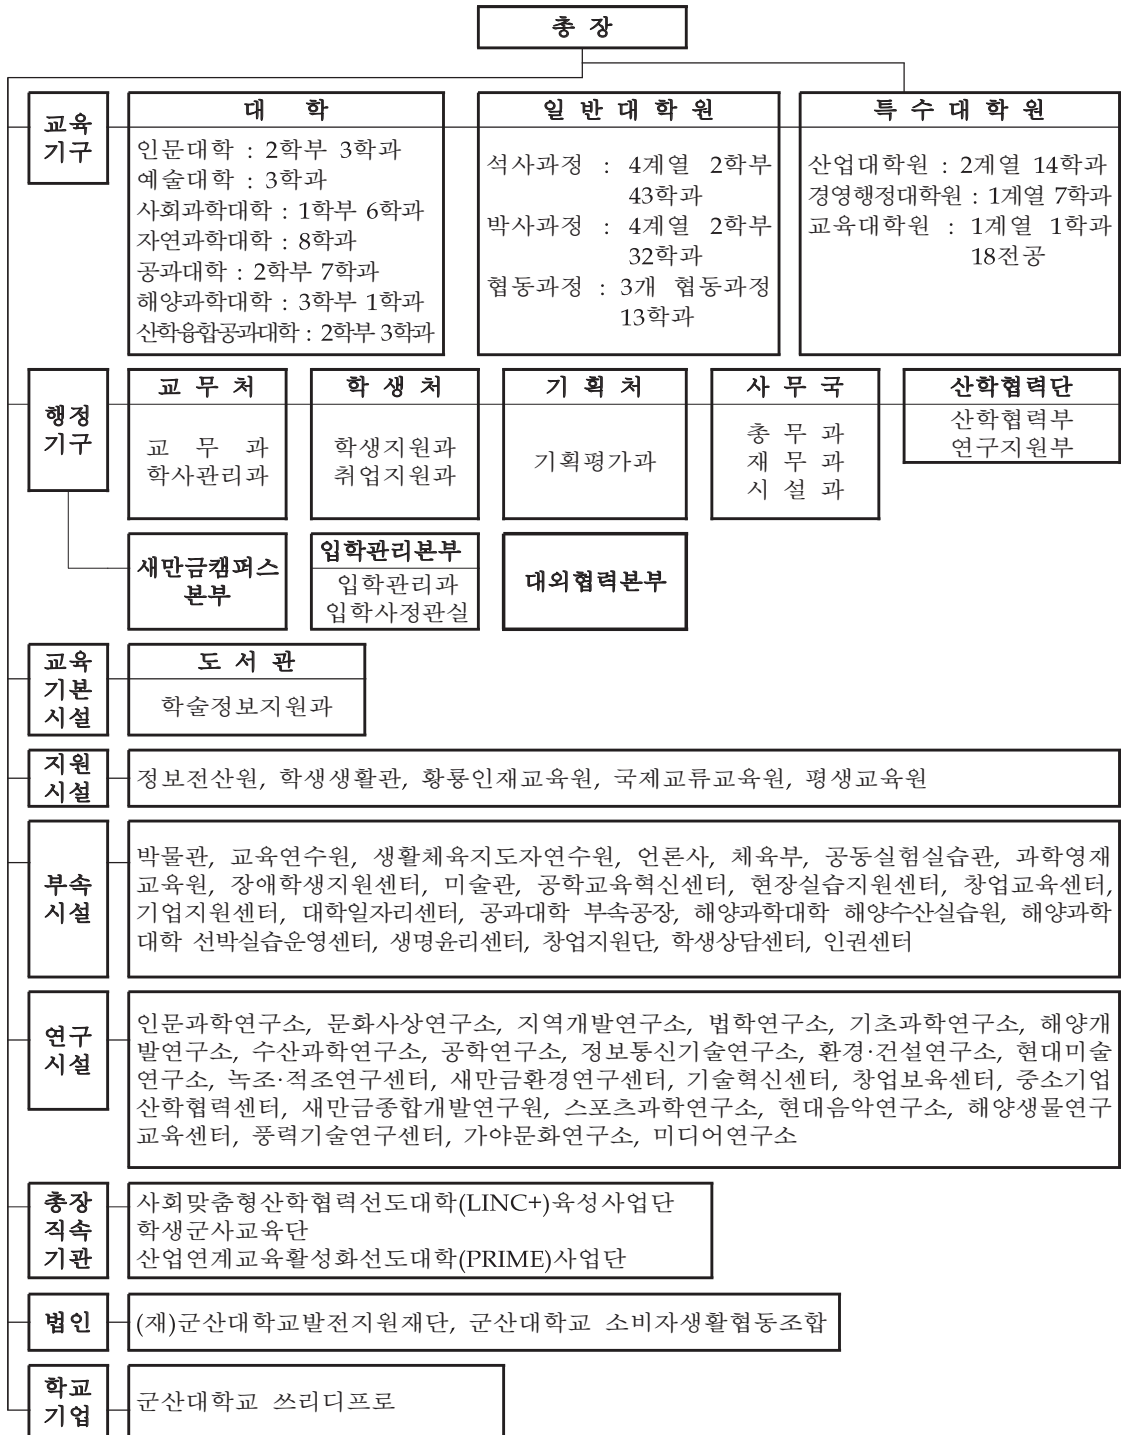 총 장
교육
기구
대 학
인문대학 : 2학부 3학과
예술대학 : 3학과
사회과학대학 : 1학부 6학과
자연과학대학 : 8학과
공과대학 : 2학부 7학과
해양과학대학 : 3학부 1학과
산학융합공과대학 : 2학부 3학과
일 반 대 학 원
석사과정 : 4계열 2학부
43학과
박사과정 : 4계열 2학부
32학과
협동과정 : 3개 협동과정
13학과
특 수 대 학 원
산업대학원 : 2계열 14학과
경영행정대학원 : 1계열 7학과
교육대학원 : 1계열 1학과
18전공
행정
기구
교 무 처
교 무 과
학사관리과
학 생 처
학생지원과
취업지원과
기 획 처
기획평가과
사 무 국
총 무 과
재 무 과
시 설 과
산학협력단
산학협력부
연구지원부
새만금캠퍼스
본부
입학관리본부
입학관리과
입학사정관실
대외협력본부
교육
기본
시설
도 서 관
학술정보지원과
지원
시설
정보전산원, 학생생활관, 황룡인재교육원, 국제교류교육원, 평생교육원
부속
시설
박물관, 교육연수원, 생활체육지도자연수원, 언론사, 체육부, 공동실험실습관, 과학영재
교육원, 장애학생지원센터, 미술관, 공학교육혁신센터, 현장실습지원센터, 창업교육센터,
기업지원센터, 대학일자리센터, 공과대학 부속공장, 해양과학대학 해양수산실습원, 해양과학
대학 선박실습운영센터, 생명윤리센터, 창업지원단, 학생상담센터, 인권센터
연구
시설
인문과학연구소, 문화사상연구소, 지역개발연구소, 법학연구소, 기초과학연구소, 해양개
발연구소, 수산과학연구소, 공학연구소, 정보통신기술연구소, 환경·건설연구소, 현대미술
연구소, 녹조·적조연구센터, 새만금환경연구센터, 기술혁신센터, 창업보육센터, 중소기업
산학협력센터, 새만금종합개발연구원, 스포츠과학연구소, 현대음악연구소, 해양생물연구
교육센터, 풍력기술연구센터, 가야문화연구소, 미디어연구소
총장
직속
기관
사회맞춤형산학협력선도대학(LINC+)육성사업단
학생군사교육단
산업연계교육활성화선도대학(PRIME)사업단
법인
(재)군산대학교발전지원재단, 군산대학교 소비자생활협동조합
학교
기업
군산대학교 쓰리디프로